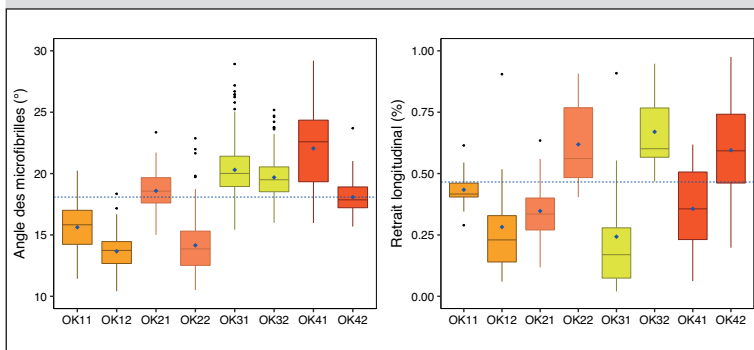 Angle des microfibrilles (°)
30
25
20
15
10
OK11 OK12 OK21 OK22 OK31 OK32 OK41 OK42
Retrait longitudinal (%)
1.00
0.75
0.50
0.25
0.00
OK11 OK12 OK21 OK22 OK31 OK32 OK41 OK42